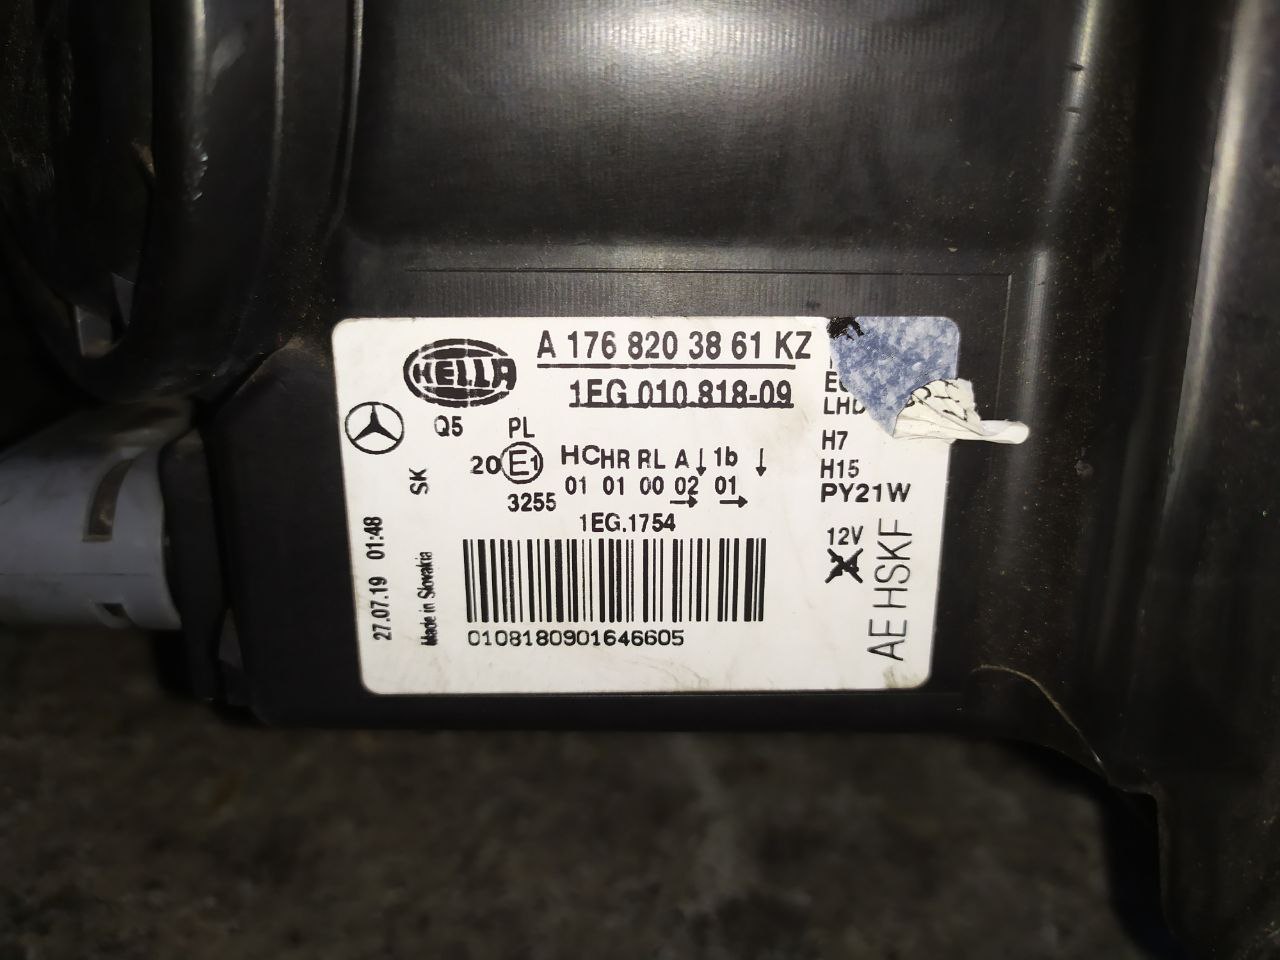 HELLA
A 176 820 38 61 KZ
1EG 010.818-09
LHD
Q5
PL
H7
20 E1
HCHR RL A ↓ 1b ↓
H15
01 01 00 02 01
PY21W
3255
1EG.1754
SK
12V
27.07.19 01:48
Made in Slovakia
AE HSKF
0108180901646605